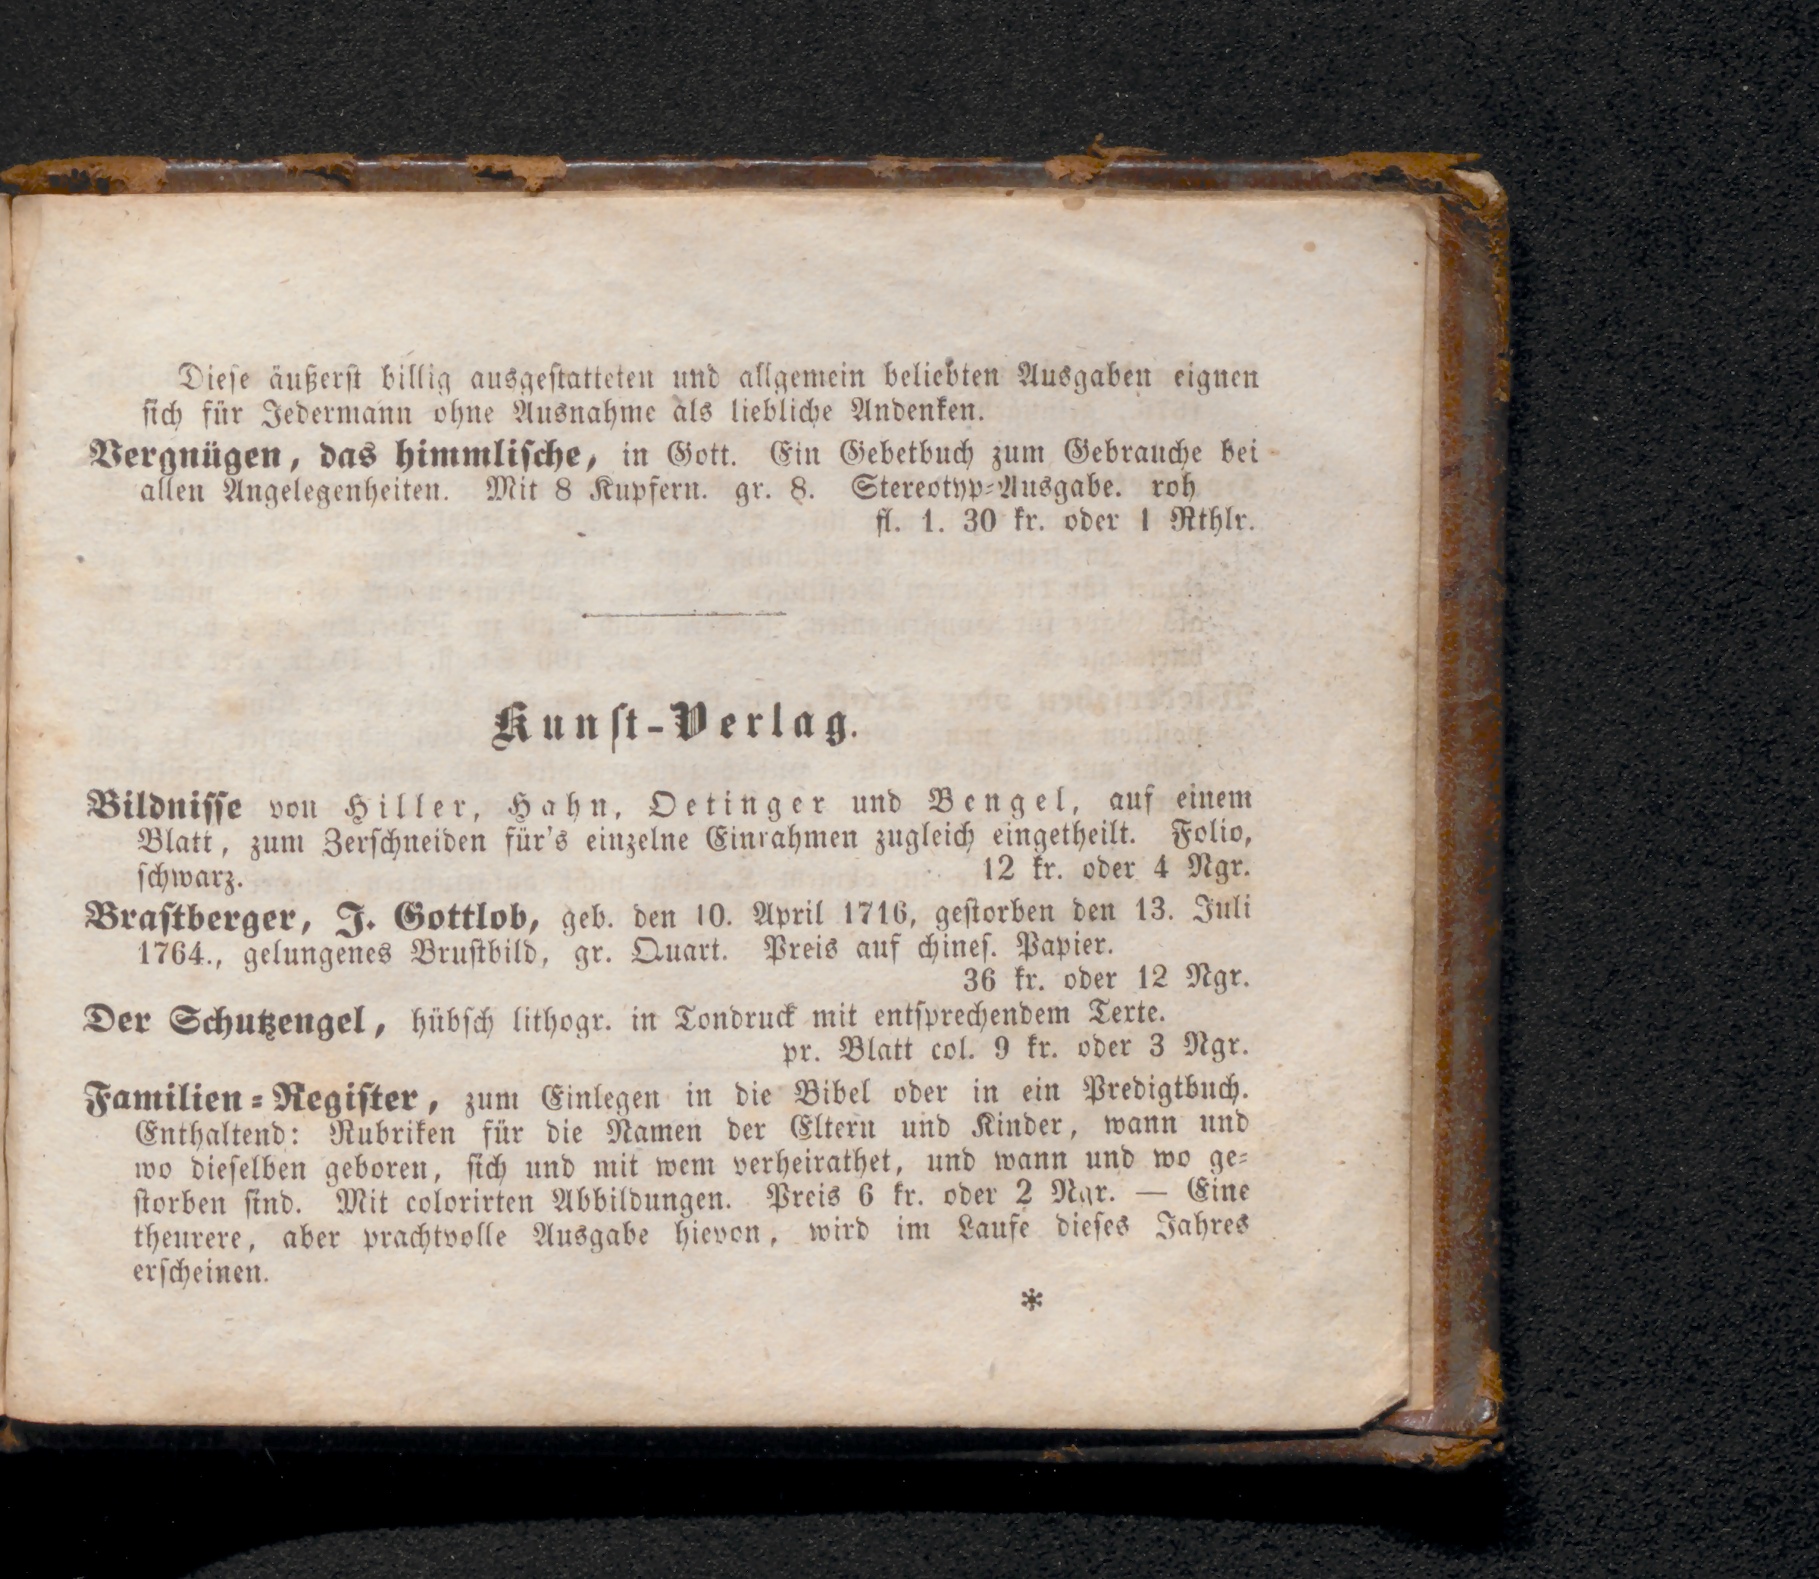 Dieſe äußerſt billig ausgeſtatteten und allgemein beliebten Ausgaben eignen
ſich für Jedermann ohne Ausnahme als liebliche Andenken.
Vergnügen, das himmliſche, in Gott. Ein Gebetbuch zum Gebrauche bei
allen Angelegenheiten. Mit 8 Kupfern. gr. 8. Stereotyp-Ausgabe. roh
fl. 1. 30 kr. oder 1 Rthlr.
Kunſt-Verlag.
Bildniſſe von Hiller, Hahn, Oetinger und Bengel, auf einem
Blatt, zum Zerſchneiden für's einzelne Einrahmen zugleich eingetheilt. Folio,
ſchwarz. 12 kr. oder 4 Ngr.
Braſtberger, J. Gottlob, geb. den 10. April 1716, geſtorben den 13. Juli
1764., gelungenes Bruſtbild, gr. Quart. Preis auf chineſ. Papier.
36 kr. oder 12 Ngr.
Der Schutzengel, hübſch lithogr. in Tondruck mit entſprechendem Terte.
pr. Blatt col. 9 kr. oder 3 Ngr.
Familien-Regiſter, zum Einlegen in die Bibel oder in ein Predigtbuch.
Enthaltend: Rubriken für die Namen der Eltern und Kinder, wann und
wo dieſelben geboren, ſich und mit wem verheirathet, und wann und wo ge-
ſtorben ſind. Mit colorirten Abbildungen. Preis 6 kr. oder 2 Ngr. — Eine
theurere, aber prachtvolle Ausgabe hievon, wird im Laufe dieſes Jahres
erſcheinen.
*